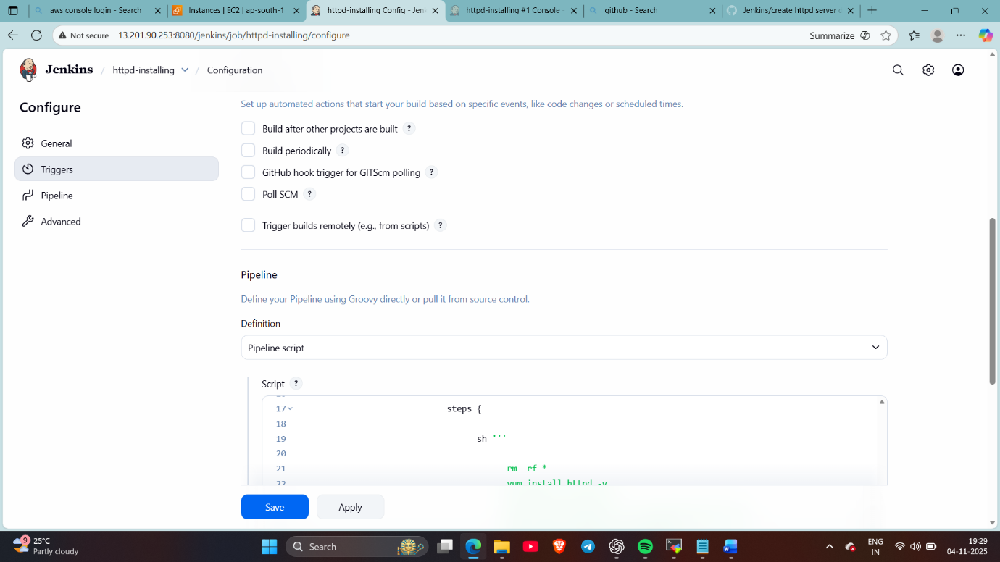 aws console login - Search
Instances | EC2 | ap-south-1
httpd-installing Config - Jenk
httpd-installing #1 Console -
github - Search
Jenkins/create httpd server o
Not secure
13.201.90.253:8080/jenkins/job/httpd-installing/configure
Summarize
Jenkins / httpd-installing / Configuration
Configure
General
Triggers
Pipeline
Advanced
Set up automated actions that start your build based on specific events, like code changes or scheduled times.
Build after other projects are built ?
Build periodically ?
GitHub hook trigger for GITScm polling ?
Poll SCM ?
Trigger builds remotely (e.g., from scripts) ?
Pipeline
Define your Pipeline using Groovy directly or pull it from source control.
Definition
Pipeline script
Script ?
17 steps {
18
19 sh '''
20
21 rm -rf *
22 yum install httpd -y
Save
Apply
9
25°C
Partly cloudy
Search
ENG
IN
19:29
04-11-2025